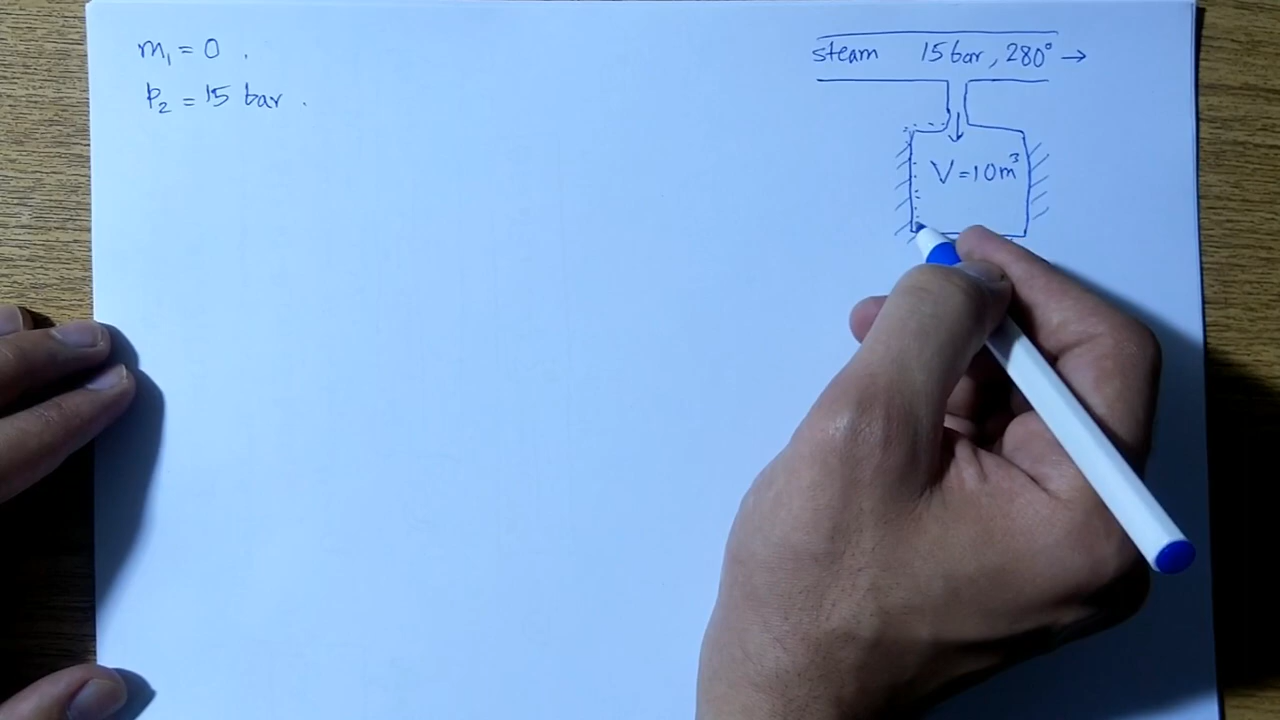 m₁ = 0 .
p₂ = 15 bar .
steam 15 bar, 280° →
V = 10 m³